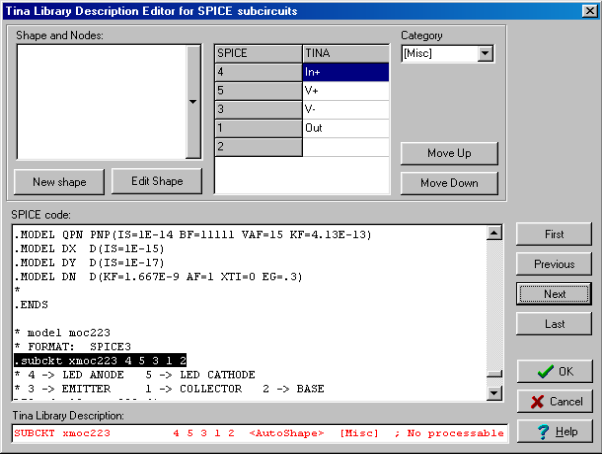 Tina Library Description Editor for SPICE subcircuits
Shape and Nodes:
Category
SPICE TINA
[Misc]
4 In+
5 V+
3 V-
1 Out
2
Move Up
New shape Edit Shape Move Down
SPICE code:
.MODEL QPN PNP(IS=1E-14 BF=11111 VAF=15 KF=4.13E-13)
.MODEL DX D(IS=1E-15)
.MODEL DY D(IS=1E-17)
.MODEL DN D(KF=1.667E-9 AF=1 XTI=0 EG=.3)
*
.ENDS
* model moc223
* FORMAT: SPICE3
.subckt xmoc223 4 5 3 1 2
* 4 -> LED ANODE 5 -> LED CATHODE
* 3 -> EMITTER 1 -> COLLECTOR 2 -> BASE
First
Previous
Next
Last
OK
Cancel
Help
Tina Library Description:
SUBCKT xmoc223 4 5 3 1 2 <AutoShape> [Misc] ; No processable